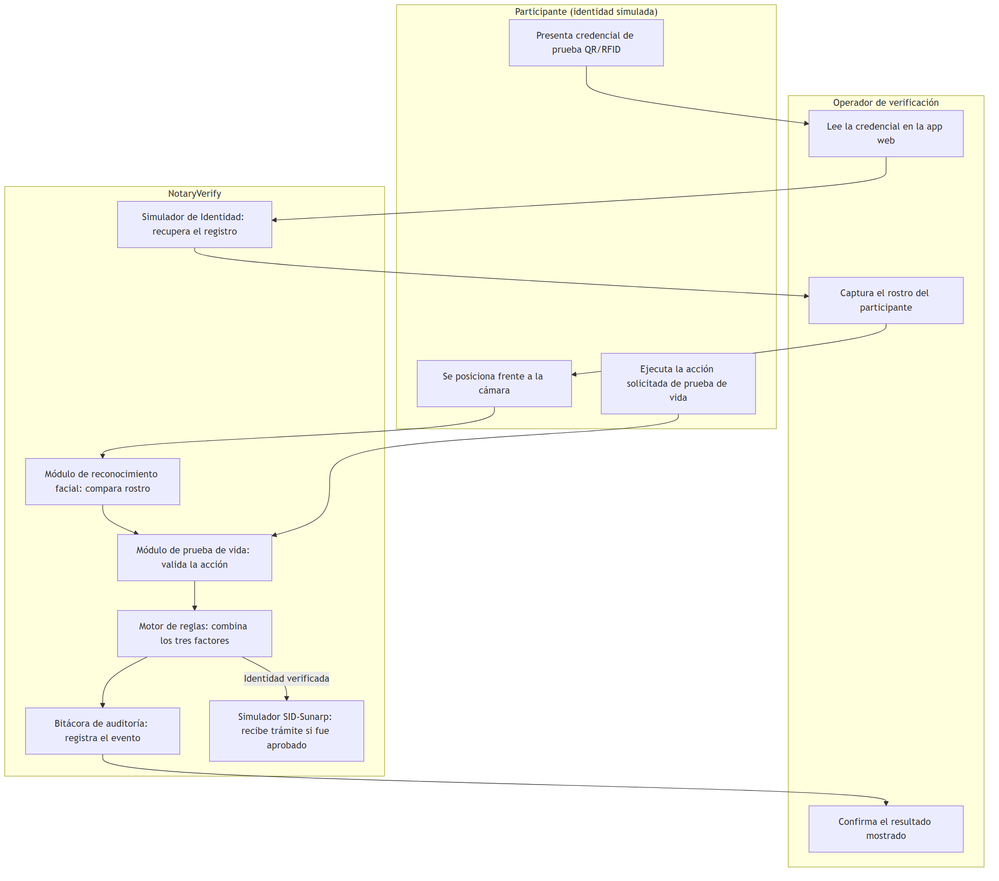 Participante (identidad simulada)
Presenta credencial de
prueba QR/RFID
Operador de verificación
Lee la credencial en la app
web
NotaryVerify
Simulador de Identidad:
recupera el registro
Captura el rostro del
participante
Se posiciona frente a la
cámara
Ejecuta la acción
solicitada de prueba de
vida
Módulo de reconocimiento
facial: compara rostro
Módulo de prueba de vida:
valida la acción
Motor de reglas: combina
los tres factores
Identidad verificada
Bitácora de auditoría:
registra el evento
Simulador SID-Sunarp:
recibe trámite si fue
aprobado
Confirma el resultado
mostrado